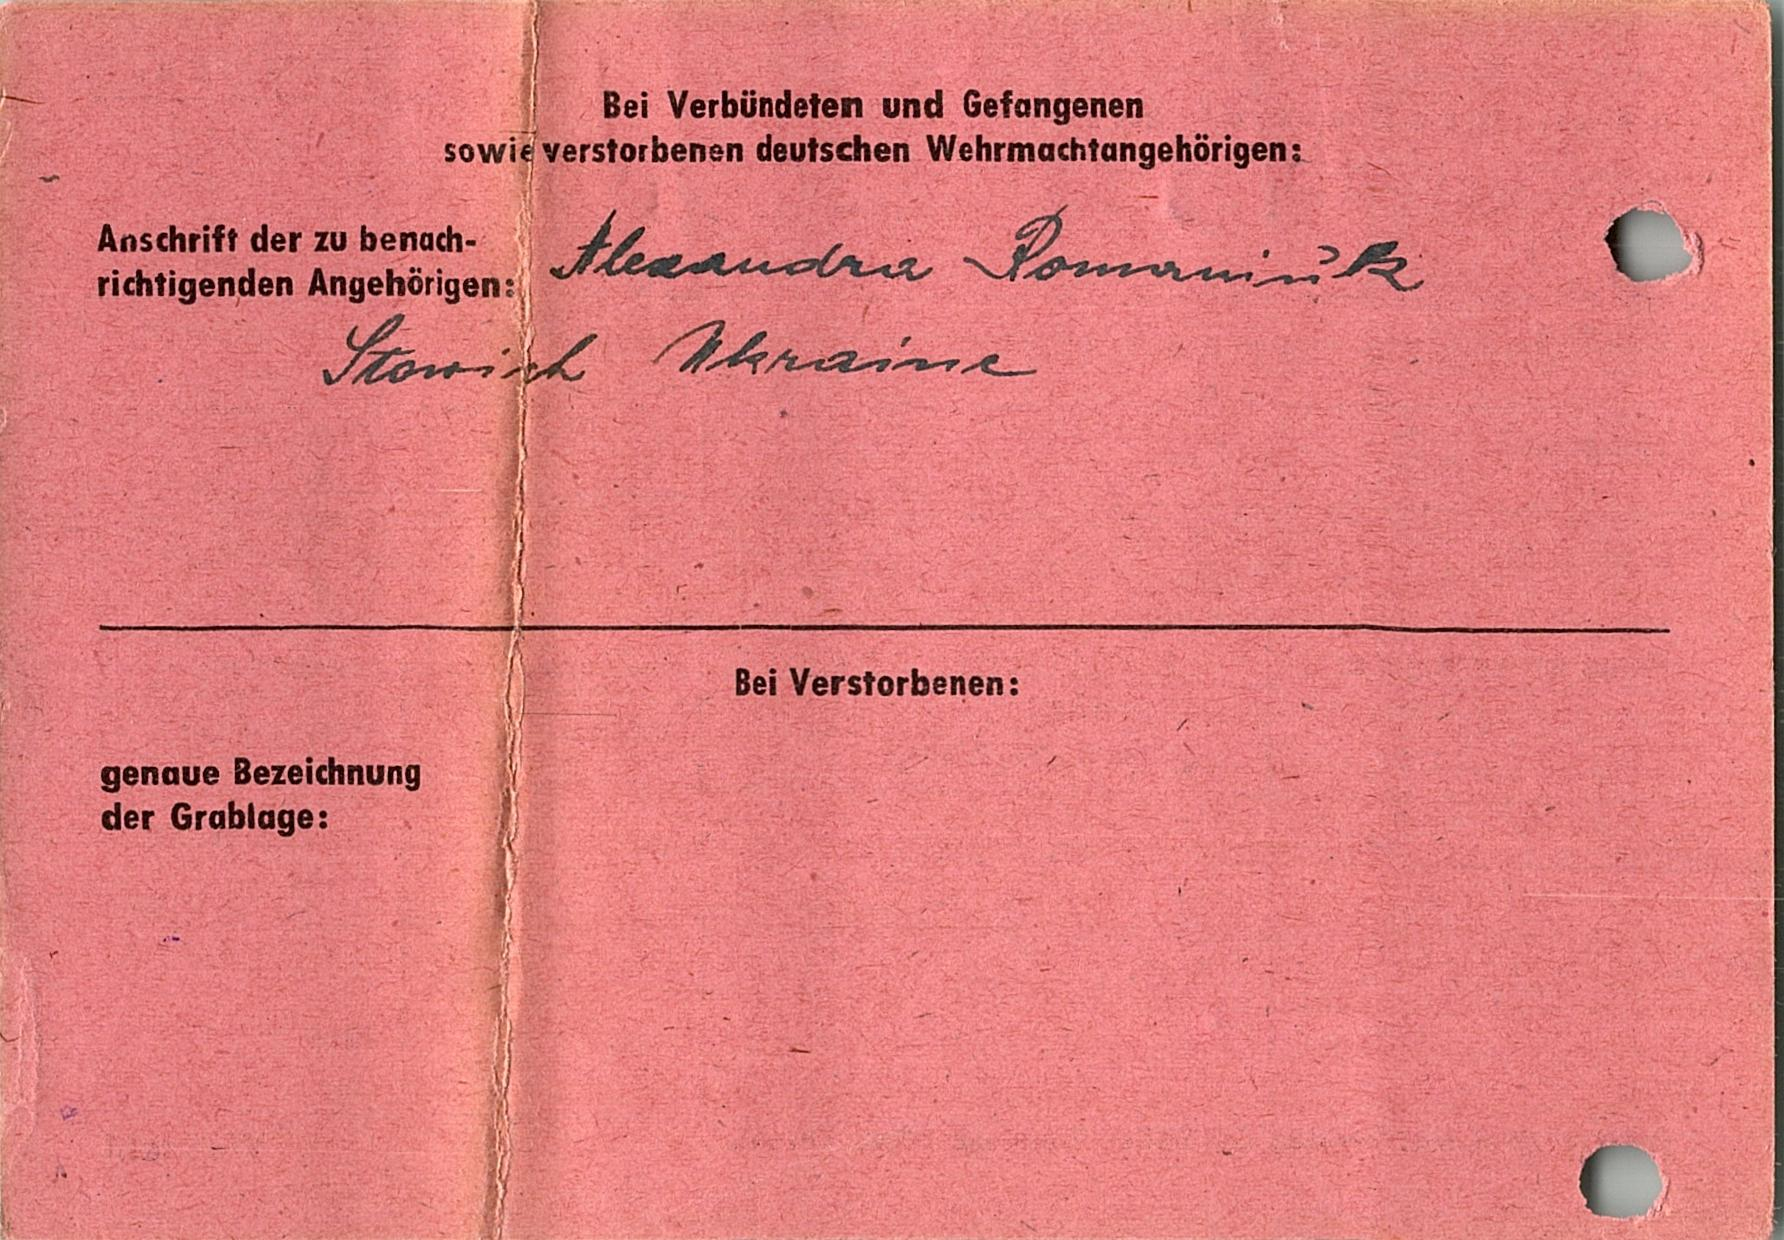 Bei Verbündeten und Gefangenen
sowie verstorbenen deutschen Wehrmachtangehörigen:
Anschrift der zu benach-
richtigenden Angehörigen: Alexandra Romaniuk
Ukraine
Bei Verstorbenen:
genaue Bezeichnung
der Grablage: